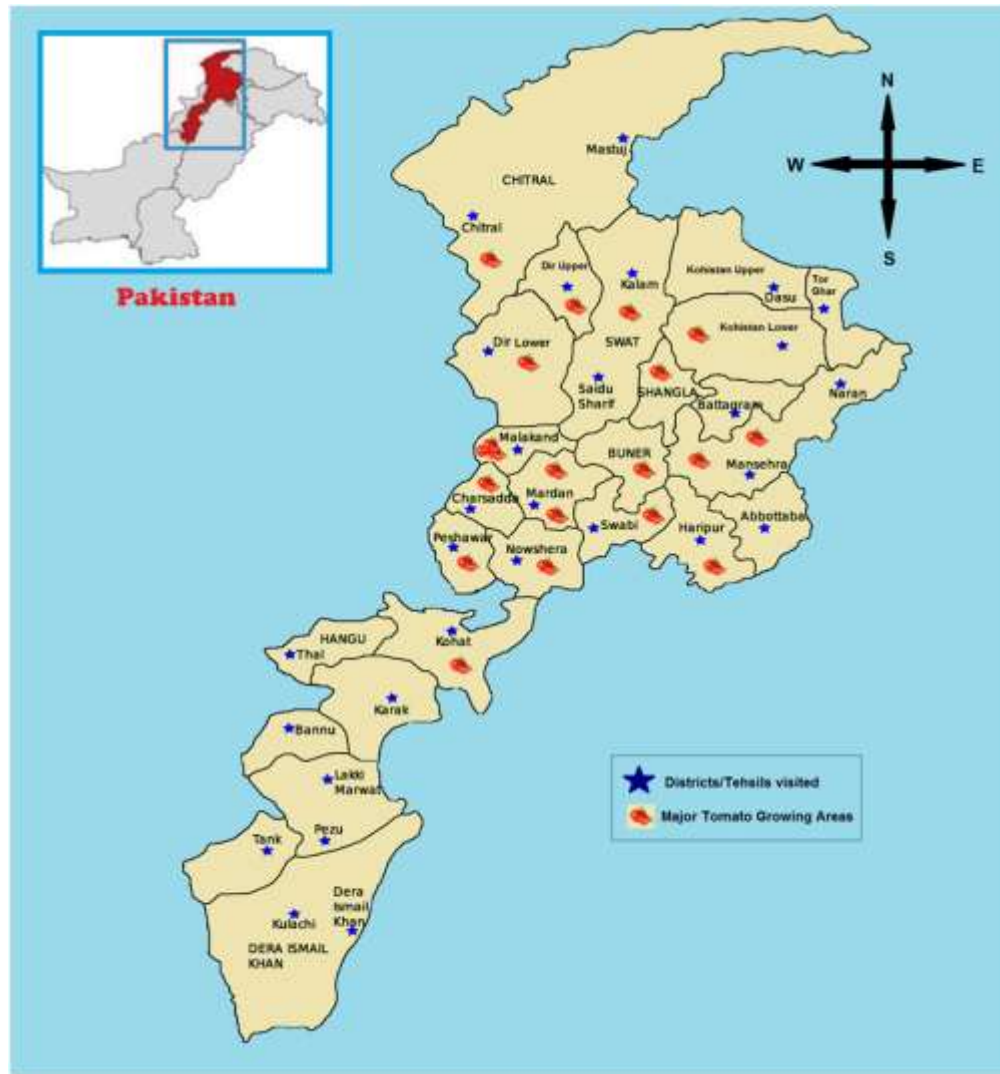 Pakistan
N
W
E
S
Mastuj
CHITRAL
Chitral
Dir Upper
Kalam
Kohistan Upper
Dasu
Tor
Ghar
Kohistan Lower
Dir Lower
SWAT
Saidu
Sharif
SHANGLA
Naran
Battagram
Malakand
BUNER
Mansehra
Charsadda
Mardan
Swabi
Haripur
Abbottaba
Peshawar
Nowshera
HANGU
Thal
Kohat
Karak
Bannu
Lakki
Marwat
Pezu
Tank
Dera
Ismail
Khan
Kulachi
DERA ISMAIL
KHAN
Districts/Tehsils visited
Major Tomato Growing Areas